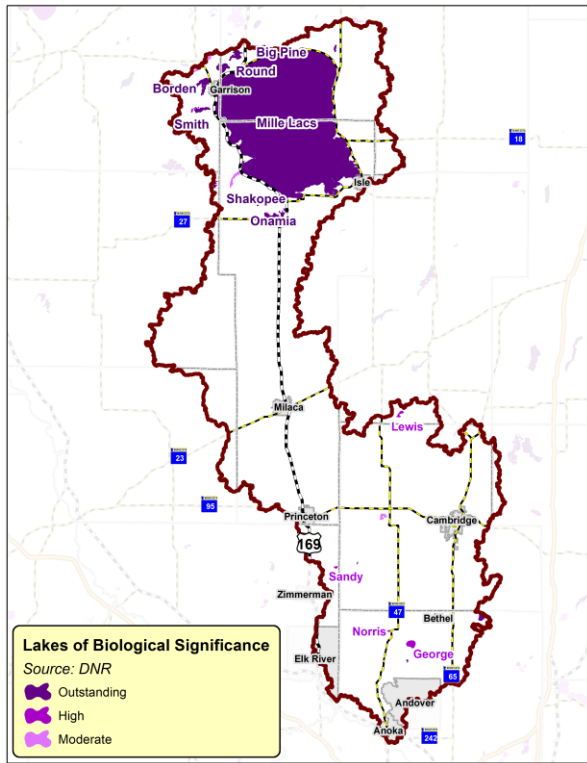 Big Pine
Round
Borden
Garrison
Smith
Mille Lacs
18
Isle
Shakopee
27
Onamia
Milaca
Lewis
23
95
Princeton
Cambridge
169
Sandy
Zimmerman
47
Bethel
Norris
George
Elk River
65
Andover
Anoka
242
Lakes of Biological Significance
Source: DNR
Outstanding
High
Moderate